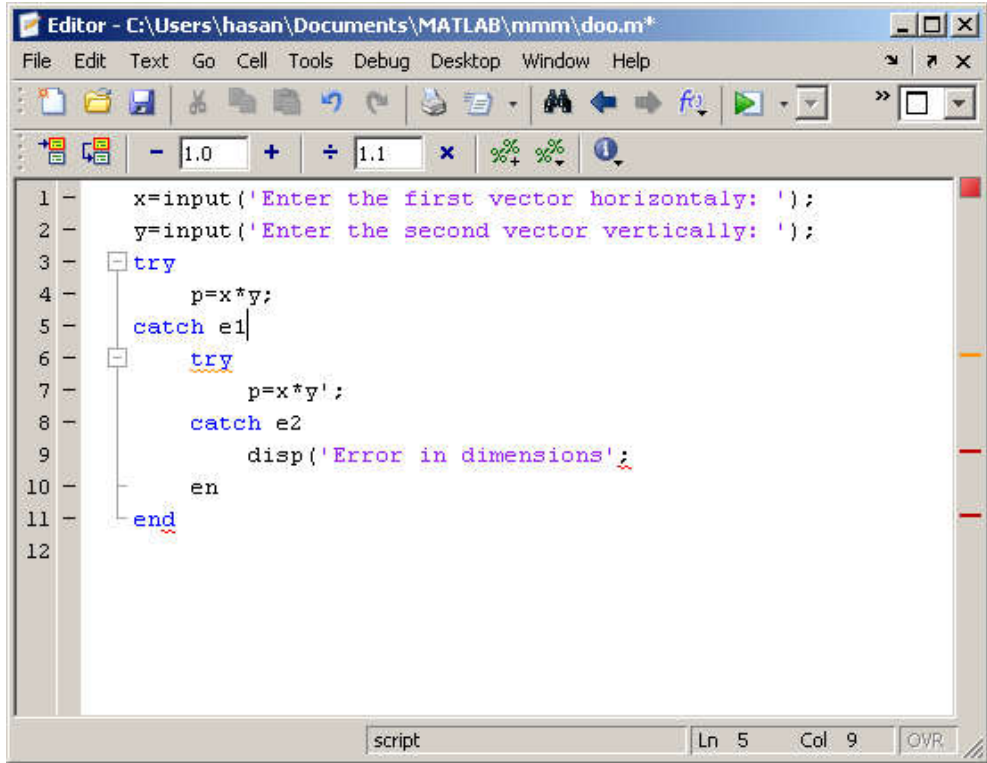 Editor - C:\Users\hasan\Documents\MATLAB\mmm\doo.m*
File Edit Text Go Cell Tools Debug Desktop Window Help
- 1.0 + ÷ 1.1 ×
1 - x=input('Enter the first vector horizontaly: ');
2 - y=input('Enter the second vector vertically: ');
3 - try
4 - p=x*y;
5 - catch e1
6 - try
7 - p=x*y';
8 - catch e2
9 disp('Error in dimensions';
10 - en
11 - end
12
script Ln 5 Col 9 OVR